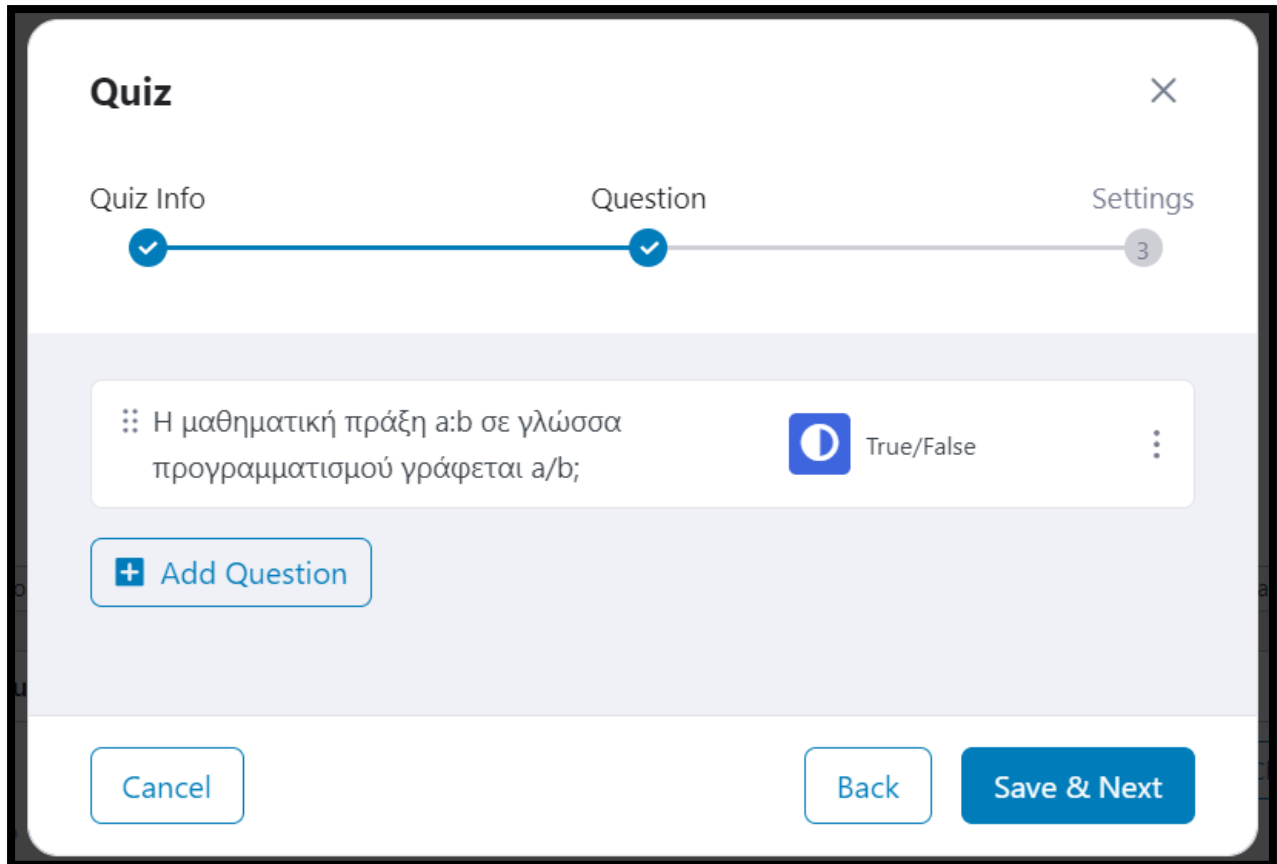 Quiz
Quiz Info
Question
Settings
3
Η μαθηματική πράξη a:b σε γλώσσα
προγραμματισμού γράφεται a/b;
True/False
Add Question
Cancel
Back
Save & Next